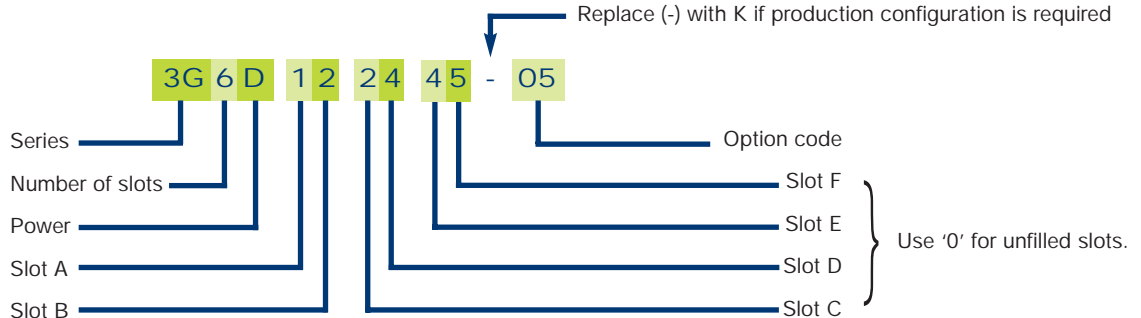 Replace (-) with K if production configuration is required
3G 6 D 1 2 2 4 4 5 - 05
Series
Option code
Number of slots
Slot F
Power
Slot E
Use ‘0’ for unfilled slots.
Slot A
Slot D
Slot B
Slot C